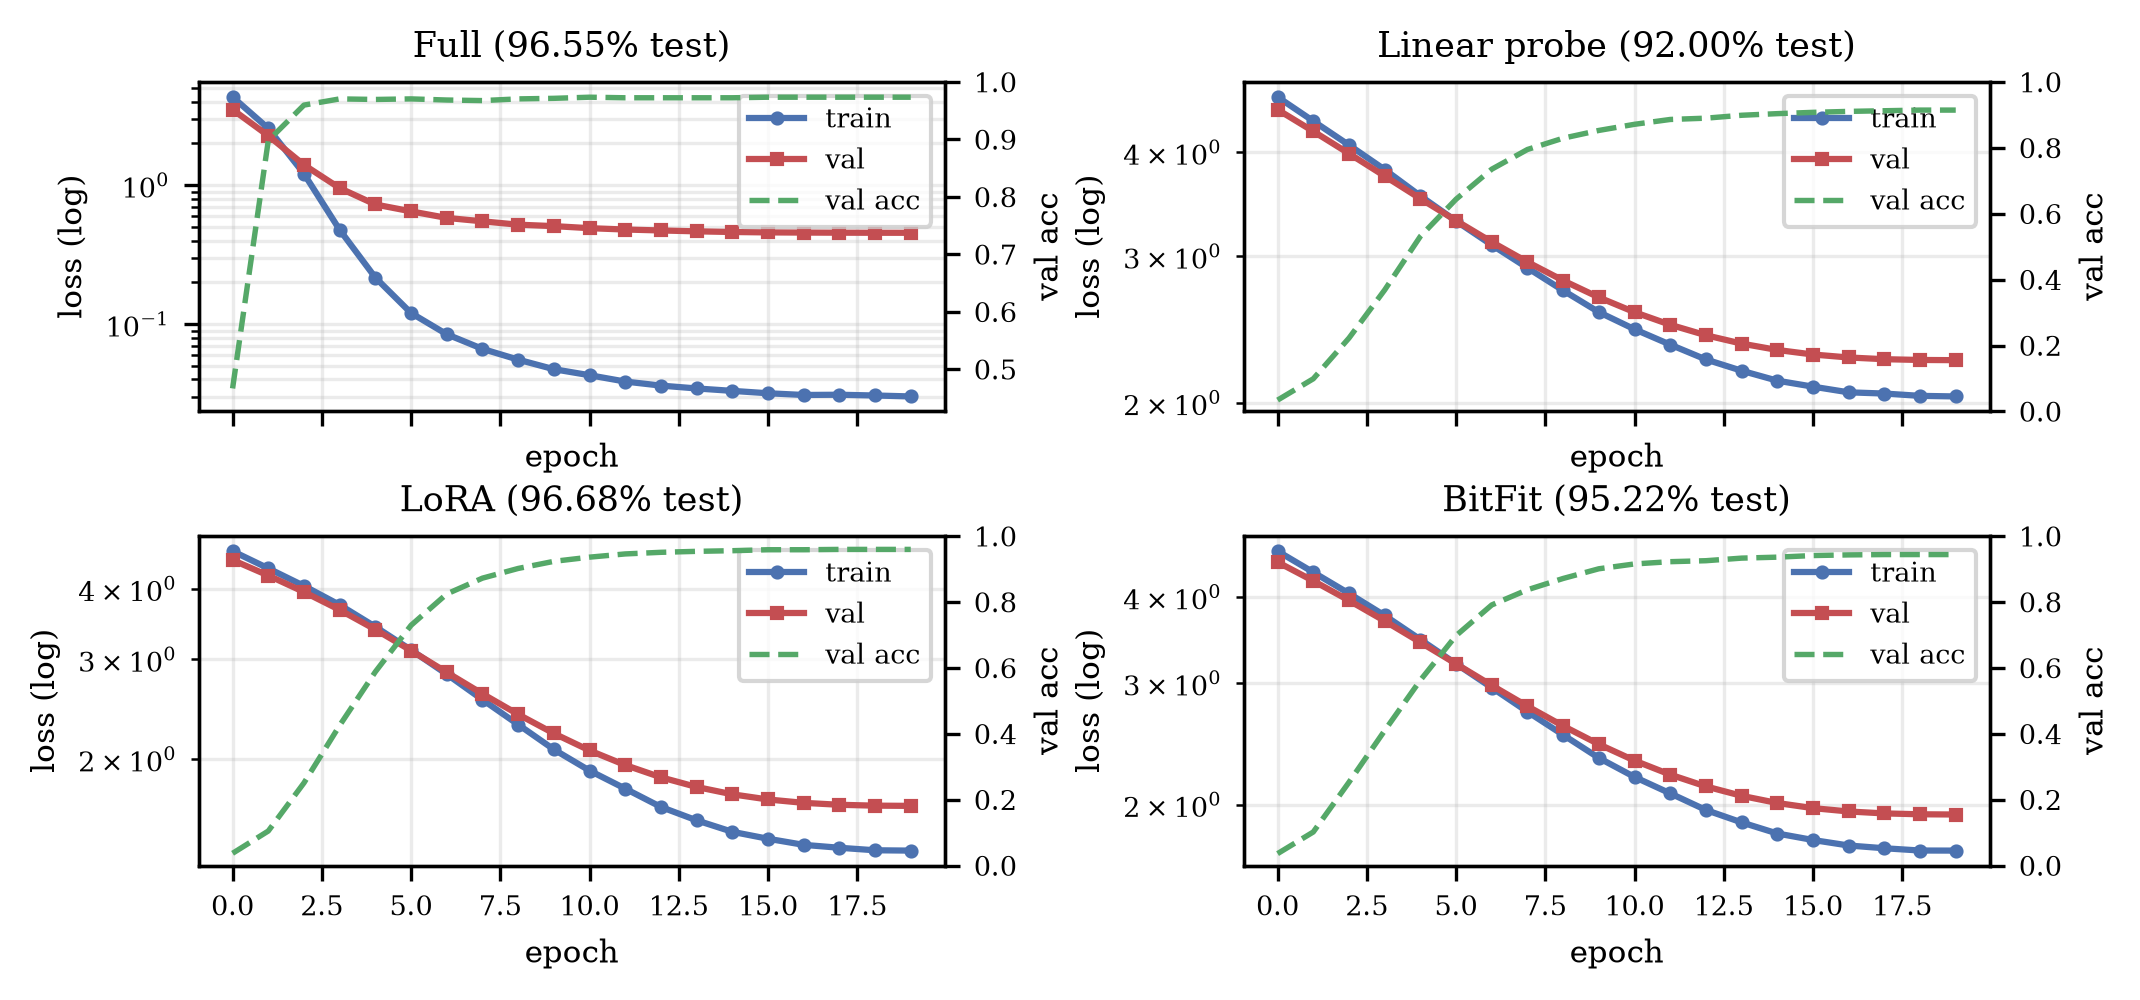 Full (96.55% test)
loss (log)
10⁰
10⁻¹
train
val
val acc
1.0
0.9
0.8
0.7
0.6
0.5
val acc
epoch
Linear probe (92.00% test)
loss (log)
4 × 10⁰
3 × 10⁰
2 × 10⁰
train
val
val acc
1.0
0.8
0.6
0.4
0.2
0.0
val acc
epoch
LoRA (96.68% test)
loss (log)
4 × 10⁰
3 × 10⁰
2 × 10⁰
train
val
val acc
1.0
0.8
0.6
0.4
0.2
0.0
val acc
0.0 2.5 5.0 7.5 10.0 12.5 15.0 17.5
epoch
BitFit (95.22% test)
loss (log)
4 × 10⁰
3 × 10⁰
2 × 10⁰
train
val
val acc
1.0
0.8
0.6
0.4
0.2
0.0
val acc
0.0 2.5 5.0 7.5 10.0 12.5 15.0 17.5
epoch